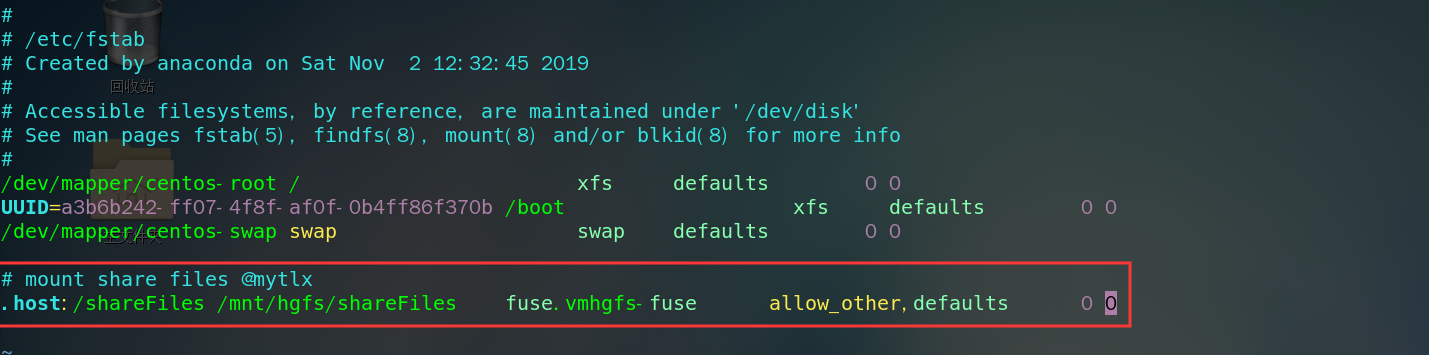 #
# /etc/fstab
# Created by anaconda on Sat Nov  2 12:32:45 2019
回收站
#
# Accessible filesystems, by reference, are maintained under '/dev/disk'
# See man pages fstab(5), findfs(8), mount(8) and/or blkid(8) for more info
#
/dev/mapper/centos-root /                       xfs     defaults        0 0
UUID=a3b6b242-ff07-4f8f-af0f-0b4ff86f370b /boot                   xfs     defaults        0 0
/dev/mapper/centos-swap swap                    swap    defaults        0 0
# mount share files @mytlx
.host:/shareFiles /mnt/hgfs/shareFiles    fuse.vmhgfs-fuse      allow_other,defaults      0 0
~